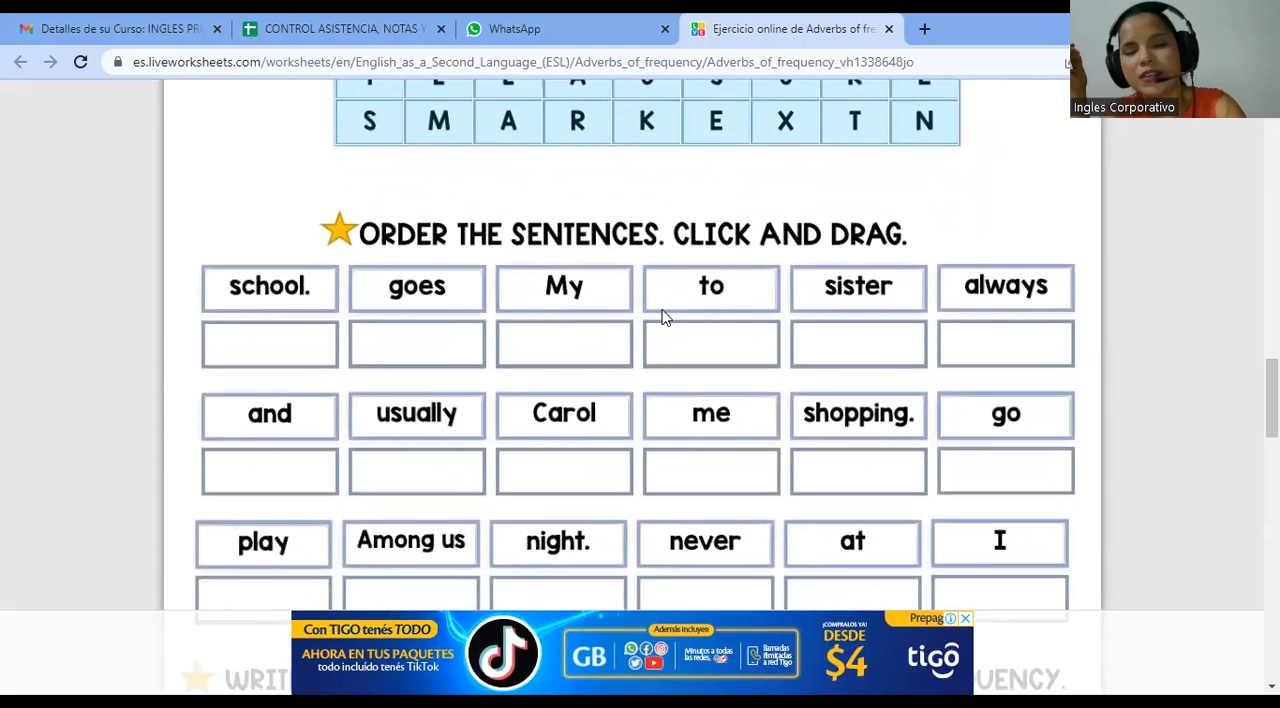 Detalles de su Curso: INGLES PRI
CONTROL ASISTENCIA, NOTAS Y
WhatsApp
Ejercicio online de Adverbs of fre
es.liveworksheets.com/worksheets/en/English_as_a_Second_Language_(ESL)/Adverbs_of_frequency/Adverbs_of_frequency_vh1338648jo
Ingles Corporativo
S M A R K E X T N
ORDER THE SENTENCES. CLICK AND DRAG.
school. goes My to sister always
and usually Carol me shopping. go
play Among us night. never at I
Con TIGO tenés TODO
AHORA EN TUS PAQUETES
todo incluído tenés TikTok
Además incluyen
GB
Minutos a todas
las redes,
llamadas
ilimitadas
a red Tigo
¡COMPRALOS YA!
DESDE
$4
Prepag
tigo
WRIT
UENCY.